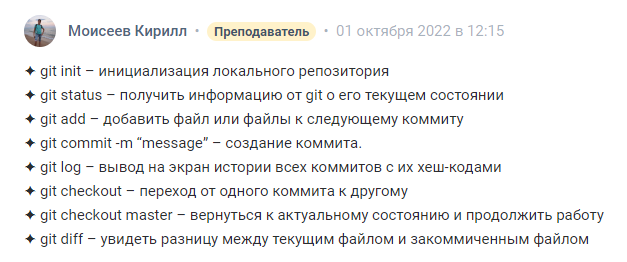 Моисеев Кирилл • Преподаватель • 01 октября 2022 в 12:15
✦ git init – инициализация локального репозитория
✦ git status – получить информацию от git о его текущем состоянии
✦ git add – добавить файл или файлы к следующему коммиту
✦ git commit -m “message” – создание коммита.
✦ git log – вывод на экран истории всех коммитов с их хеш-кодами
✦ git checkout – переход от одного коммита к другому
✦ git checkout master – вернуться к актуальному состоянию и продолжить работу
✦ git diff – увидеть разницу между текущим файлом и закоммиченным файлом